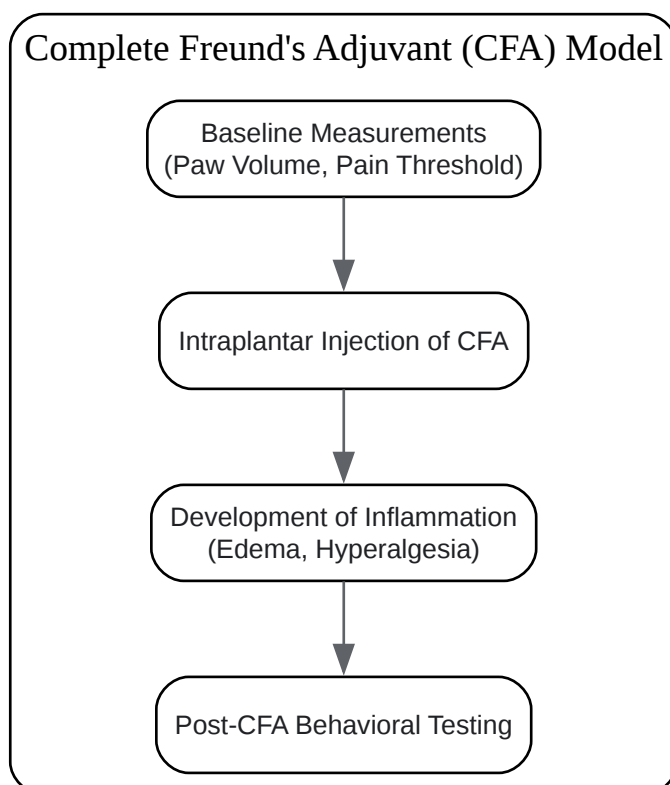 Complete Freund's Adjuvant (CFA) Model
Baseline Measurements
(Paw Volume, Pain Threshold)
Intraplantar Injection of CFA
Development of Inflammation
(Edema, Hyperalgesia)
Post-CFA Behavioral Testing